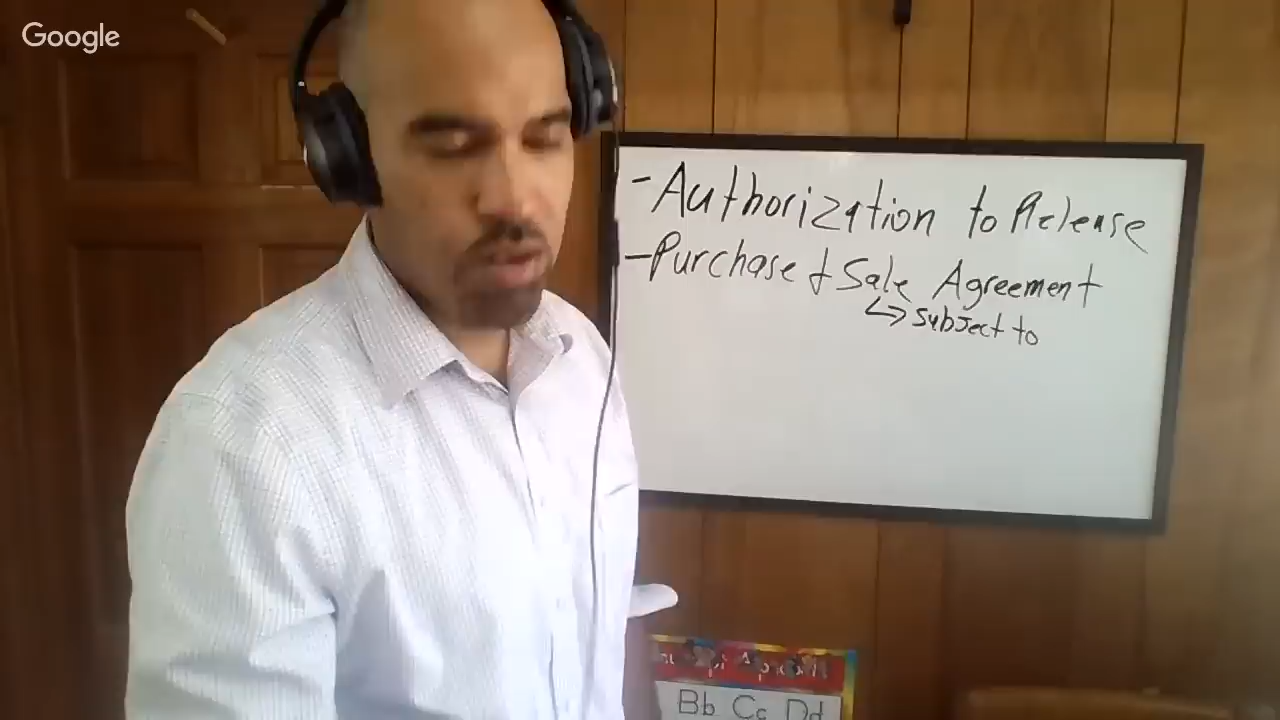 Google
-Authorization to Release
-Purchase & Sale Agreement
↳ subject to
Bb Cc Dd